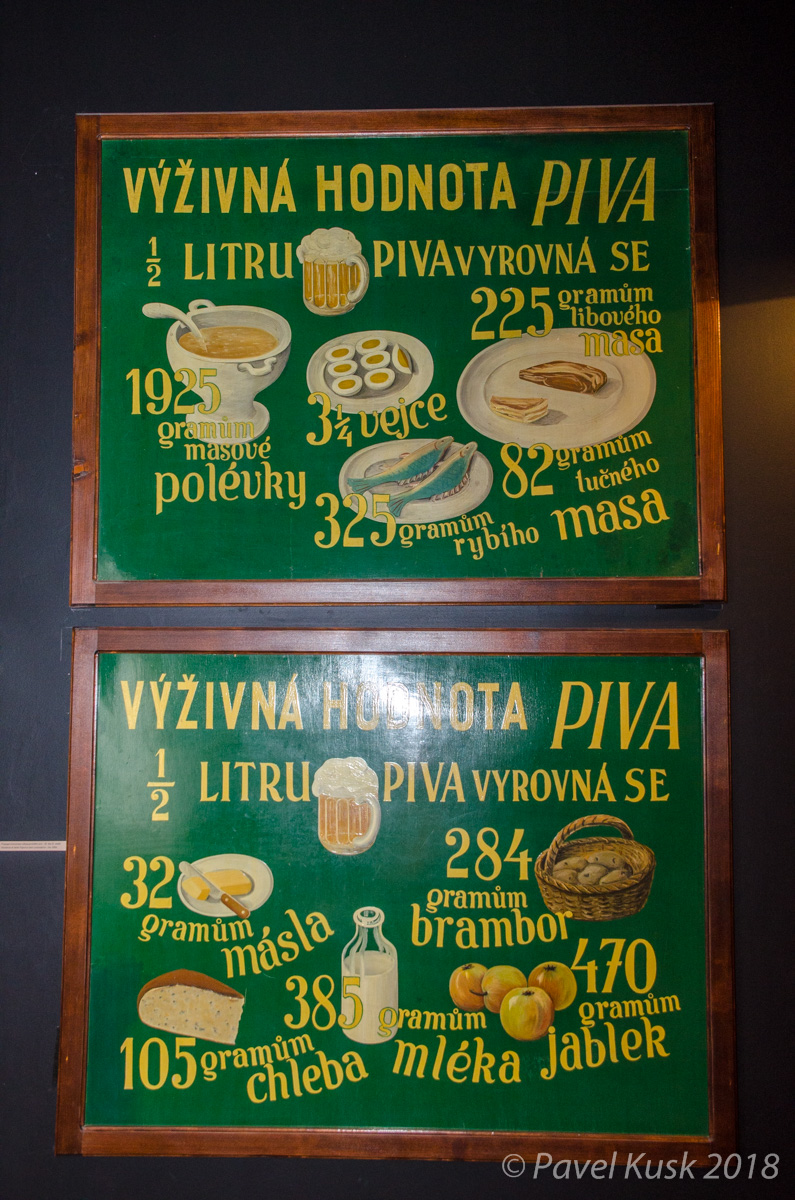 VÝŽIVNÁ HODNOTA PIVA
1/2 LITRU PIVA VYROVNÁ SE
225 gramům
libového
masa
1925
gramům
masové
polévky
3 1/4 vejce
82 gramům
tučného
masa
325 gramům
rybího
VÝŽIVNÁ HODNOTA PIVA
1/2 LITRU PIVA VYROVNÁ SE
32
gramům
másla
284
gramům
brambor
105 gramům
chleba
385 gramům
mléka
470
gramům
jablek
© Pavel Kusk 2018